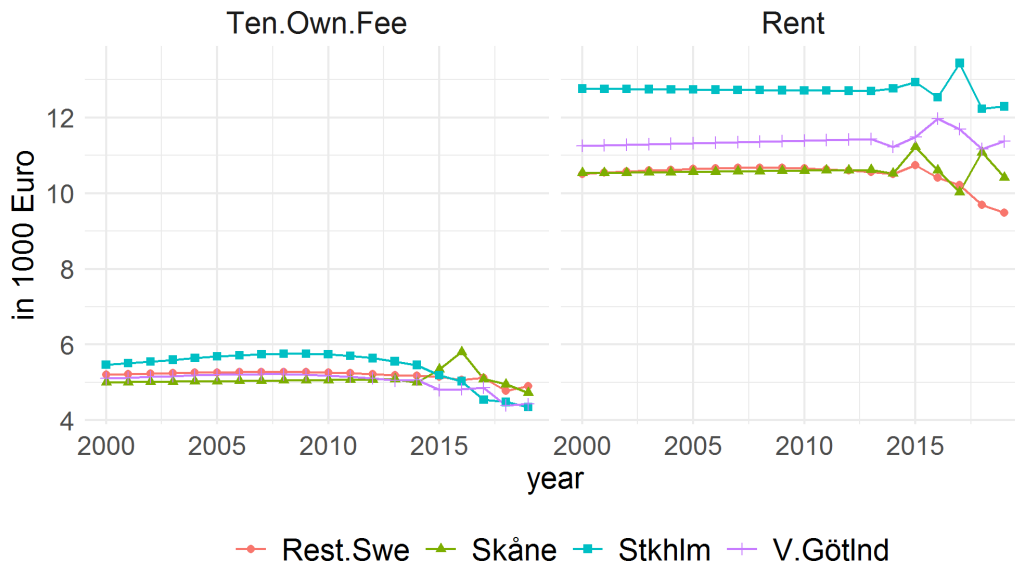 Ten.Own.Fee Rent
in 1000 Euro
12
10
8
6
4
2000 2005 2010 2015 2000 2005 2010 2015
year
Rest.Swe Skåne Stkhlm V.Götlnd